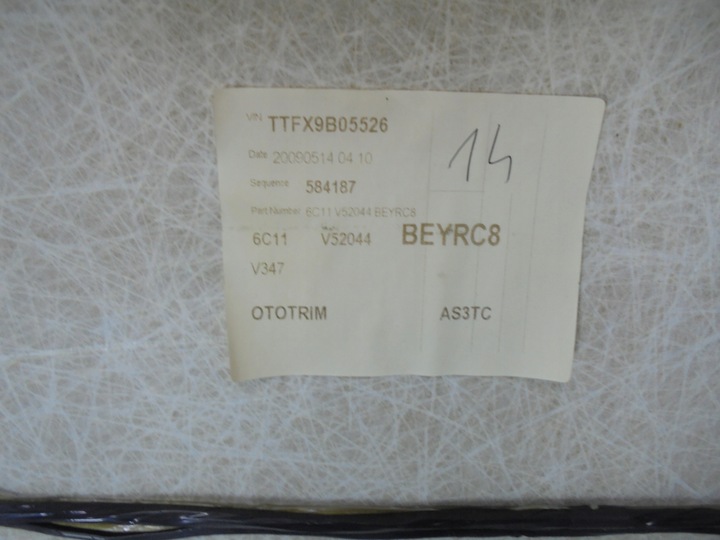 VIN TTFX9B05526
Date 20090514 04 10
14
Sequence 584187
Part Number 6C11 V52044 BEYRC8
6C11 V52044 BEYRC8
V347
OTOTRIM AS3TC